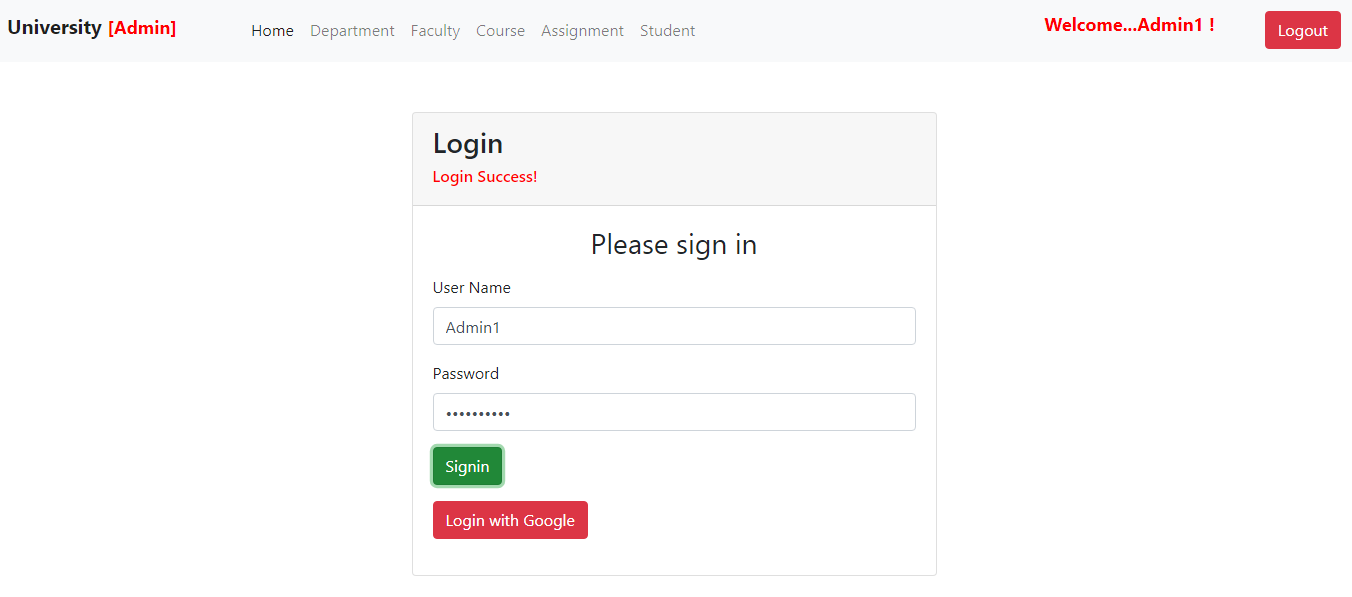 University [Admin] Home Department Faculty Course Assignment Student Welcome...Admin1 ! Logout
Login
Login Success!
Please sign in
User Name
Admin1
Password
••••••••••
Signin
Login with Google